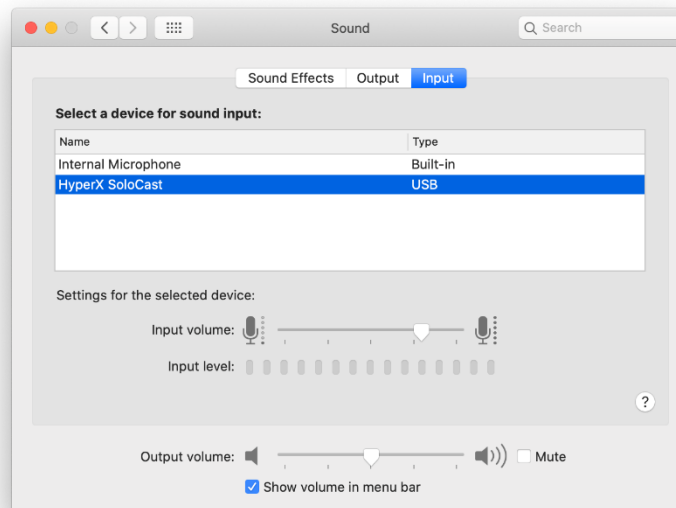 Sound
Search
Sound Effects Output Input
Select a device for sound input:
Name Type
Internal Microphone Built-in
HyperX SoloCast USB
Settings for the selected device:
Input volume:
Input level:
?
Output volume: Mute
Show volume in menu bar